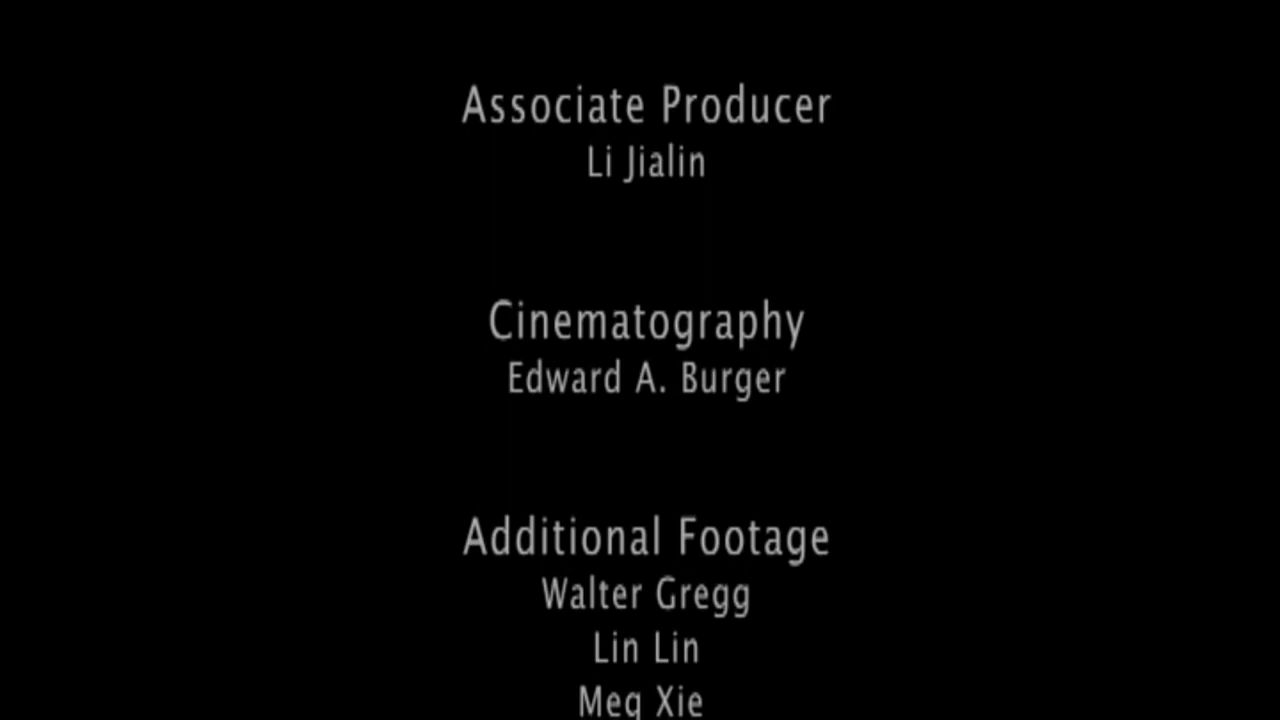 Associate Producer
Li Jialin
Cinematography
Edward A. Burger
Additional Footage
Walter Gregg
Lin Lin
Meg Xie